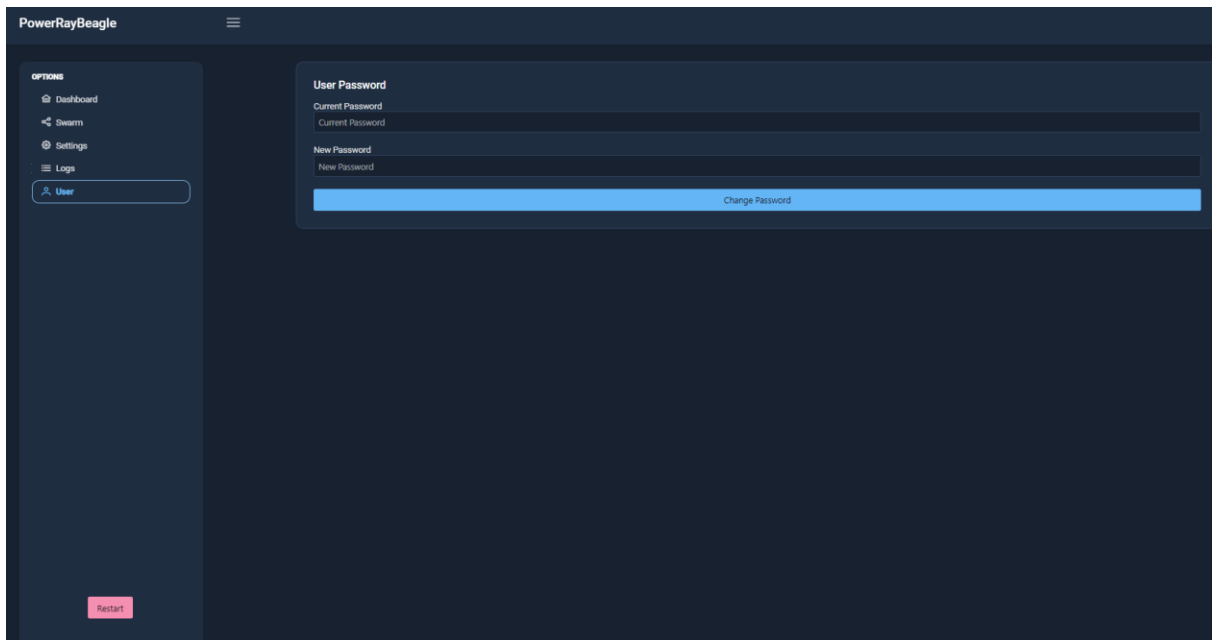 PowerRayBeagle
OPTIONS
Dashboard
Swarm
Settings
Logs
User
Restart
User Password
Current Password
Current Password
New Password
New Password
Change Password